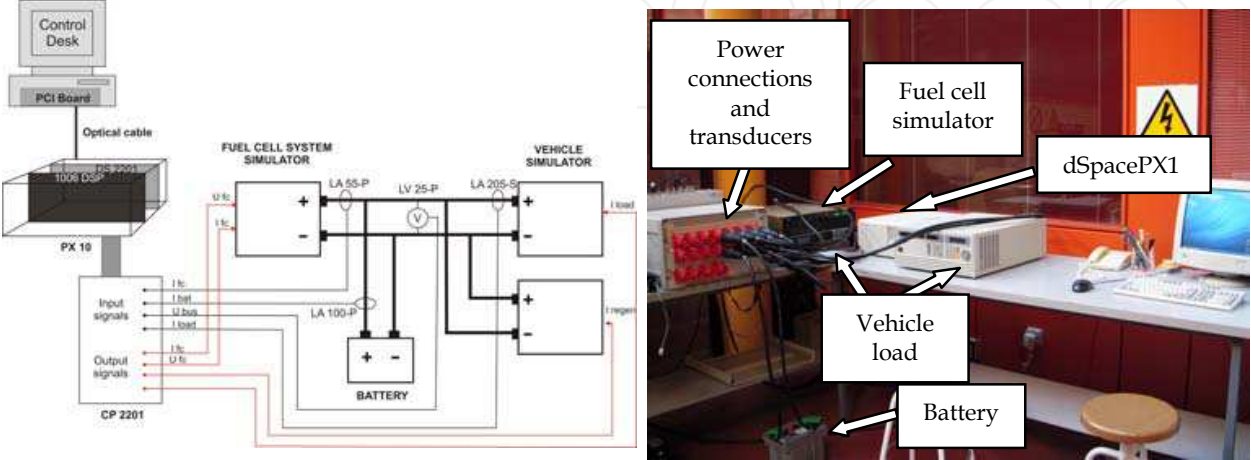 Control
Desk
PCI Board
Optical cable
DS 2201
1006 DSP
PX 10
FUEL CELL SYSTEM
SIMULATOR
VEHICLE
SIMULATOR
LA 55-P
LV 25-P
LA 205-S
U fc
I fc
+
−
V
+
−
I load
+
−
I regen
Input
signals
I fc
I bat
U bus
I load
LA 100-P
Output
signals
I fc
U fc
+ −
BATTERY
CP 2201
Power
connections
and
transducers
Fuel cell
simulator
dSpacePX1
Vehicle
load
Battery